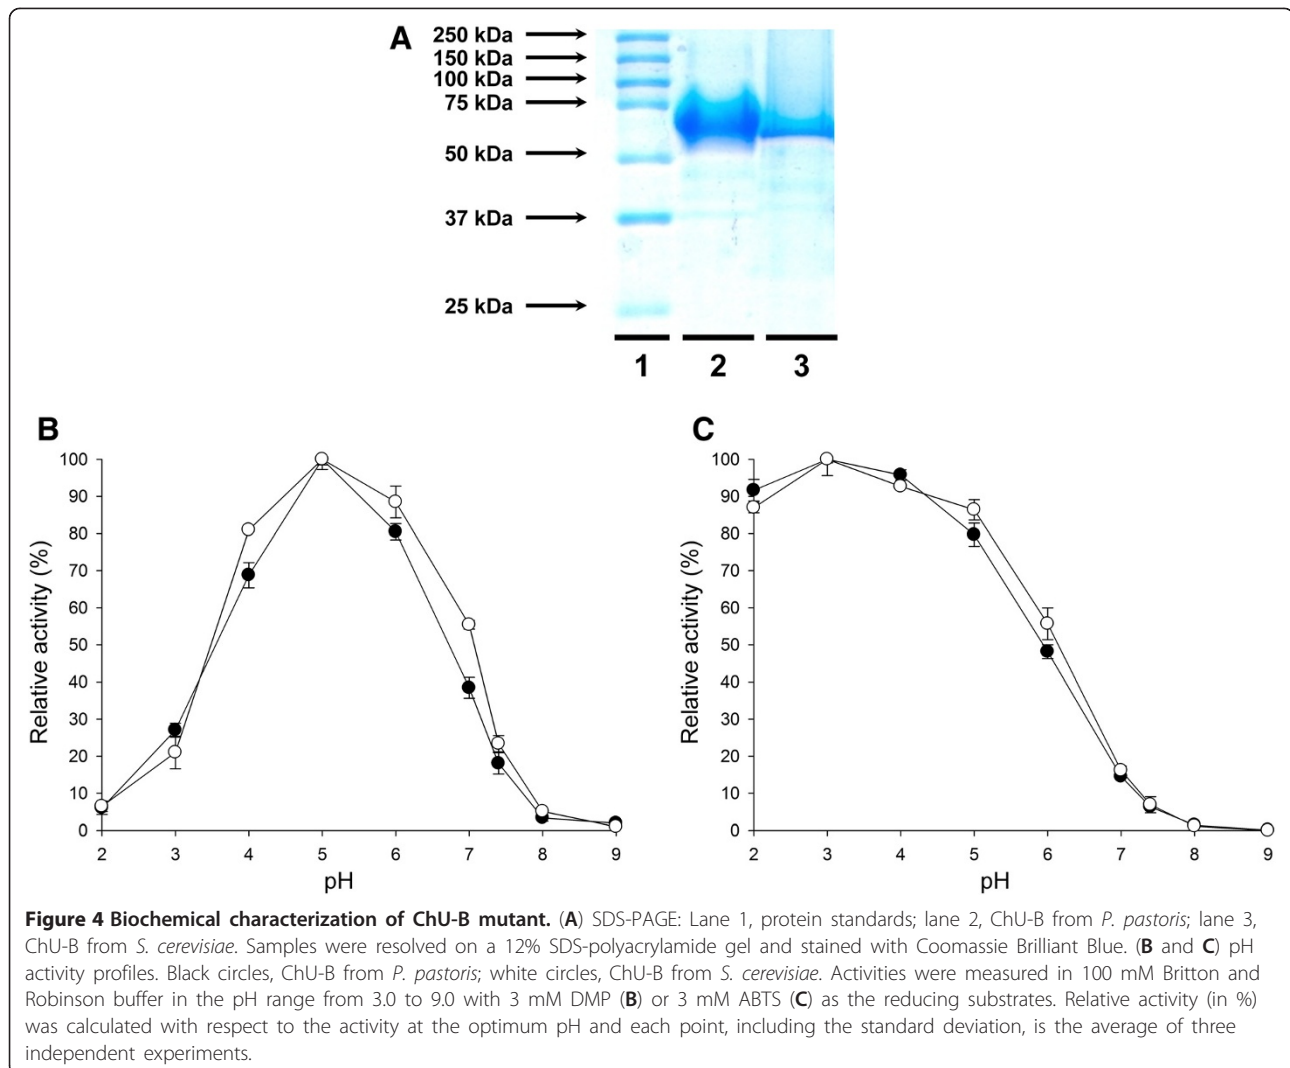 A
250 kDa
150 kDa
100 kDa
75 kDa
50 kDa
37 kDa
25 kDa
1 2 3
B
Relative activity (%)
100
90
80
70
60
50
40
30
20
10
0
2 3 4 5 6 7 8 9
pH
C
Relative activity (%)
100
90
80
70
60
50
40
30
20
10
0
2 3 4 5 6 7 8 9
pH
Figure 4 Biochemical characterization of ChU-B mutant. (A) SDS-PAGE: Lane 1, protein standards; lane 2, ChU-B from P. pastoris; lane 3,
ChU-B from S. cerevisiae. Samples were resolved on a 12% SDS-polyacrylamide gel and stained with Coomassie Brilliant Blue. (B and C) pH
activity profiles. Black circles, ChU-B from P. pastoris; white circles, ChU-B from S. cerevisiae. Activities were measured in 100 mM Britton and
Robinson buffer in the pH range from 3.0 to 9.0 with 3 mM DMP (B) or 3 mM ABTS (C) as the reducing substrates. Relative activity (in %)
was calculated with respect to the activity at the optimum pH and each point, including the standard deviation, is the average of three
independent experiments.